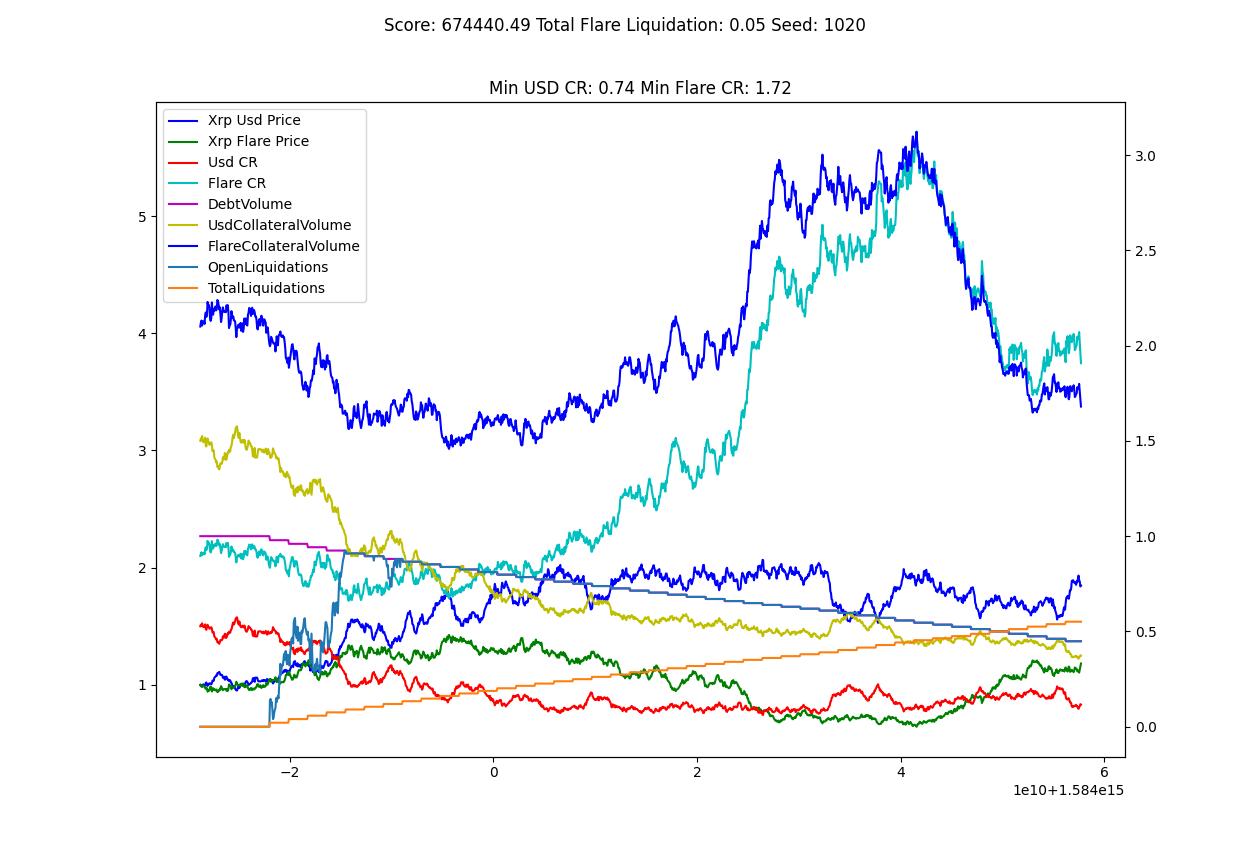 Score: 674440.49 Total Flare Liquidation: 0.05 Seed: 1020
Min USD CR: 0.74 Min Flare CR: 1.72
Xrp Usd Price
Xrp Flare Price
Usd CR
Flare CR
DebtVolume
UsdCollateralVolume
FlareCollateralVolume
OpenLiquidations
TotalLiquidations
5
4
3
2
1
3.0
2.5
2.0
1.5
1.0
0.5
0.0
−2
0
2
4
6
1e10+1.584e15